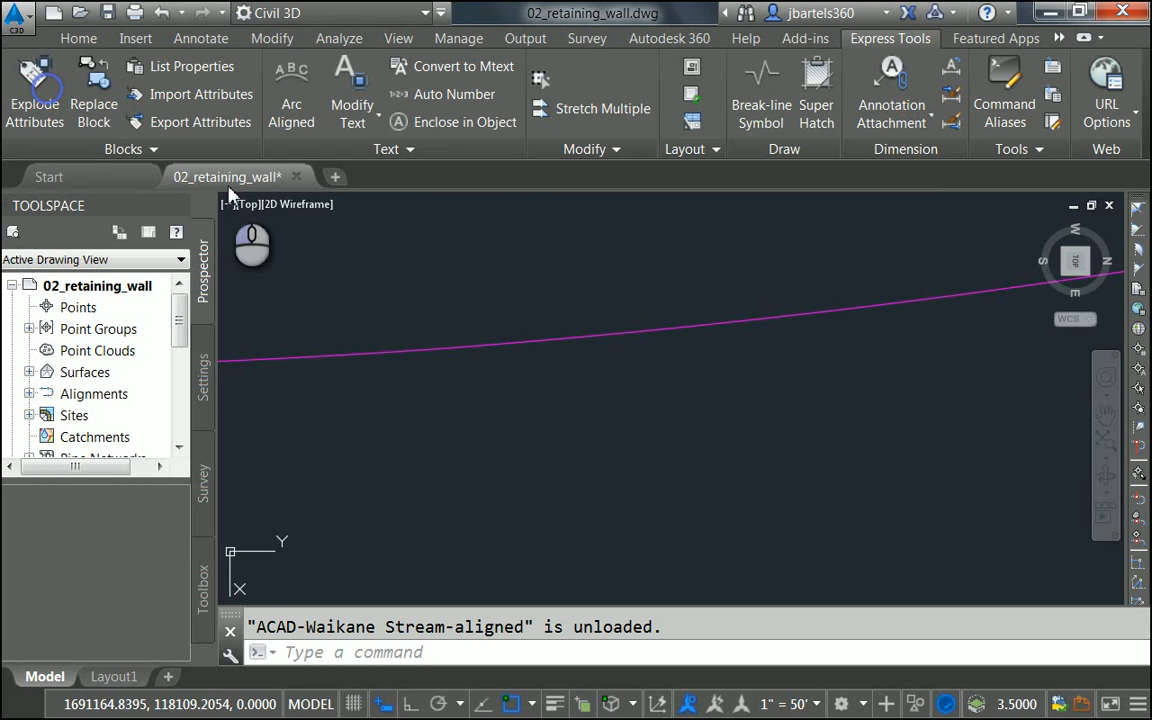 C3D
Civil 3D
02_retaining_wall.dwg
jbartels360
Home Insert Annotate Modify Analyze View Manage Output Survey Autodesk 360 Help Add-ins Express Tools Featured Apps
Explode Attributes
Replace Block
List Properties
Import Attributes
Export Attributes
Blocks
ABC
Arc Aligned
Modify Text
Convert to Mtext
Auto Number
Enclose in Object
Text
Stretch Multiple
Modify
Layout
Break-line Symbol
Super Hatch
Draw
Annotation Attachment
Dimension
Command Aliases
Tools
URL Options
Web
Start
02_retaining_wall*
TOOLSPACE
Active Drawing View
02_retaining_wall
Points
Point Groups
Point Clouds
Surfaces
Alignments
Sites
Catchments
Prospector
Settings
Survey
Toolbox
[Top][2D Wireframe]
W
S
TOP
N
E
WCS
Y
X
"ACAD-Waikane Stream-aligned" is unloaded.
Type a command
Model
Layout1
1691164.8395, 118109.2054, 0.0000
MODEL
1" = 50'
3.5000